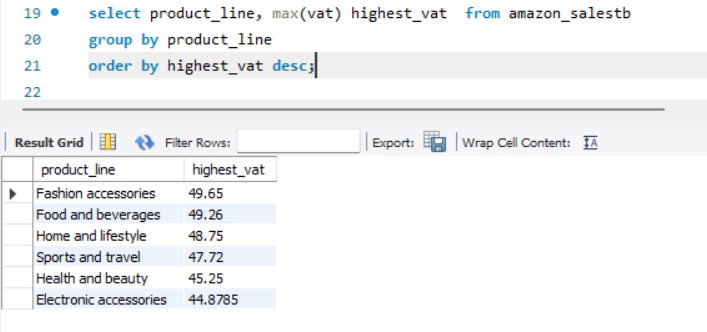 19 select product_line, max(vat) highest_vat from amazon_salestb
20 group by product_line
21 order by highest_vat desc;
22
Result Grid Filter Rows: Export: Wrap Cell Content:
product_line highest_vat
Fashion accessories 49.65
Food and beverages 49.26
Home and lifestyle 48.75
Sports and travel 47.72
Health and beauty 45.25
Electronic accessories 44.8785